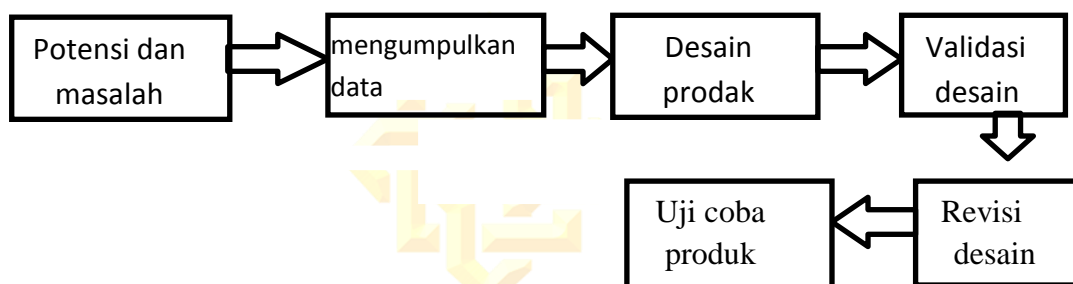 Potensi dan
masalah
mengumpulkan
data
Desain
prodak
Validasi
desain
Revisi
desain
Uji coba
produk